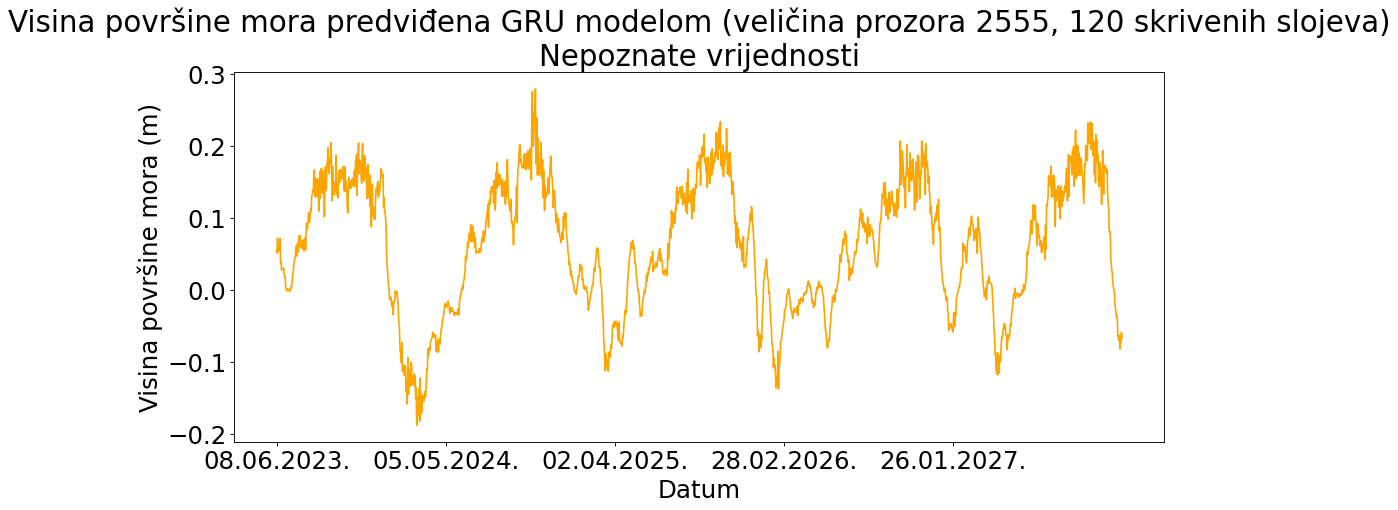 Visina površine mora predviđena GRU modelom (veličina prozora 2555, 120 skrivenih slojeva)
Nepoznate vrijednosti
Visina površine mora (m)
0.3
0.2
0.1
0.0
−0.1
−0.2
08.06.2023. 05.05.2024. 02.04.2025. 28.02.2026. 26.01.2027.
Datum